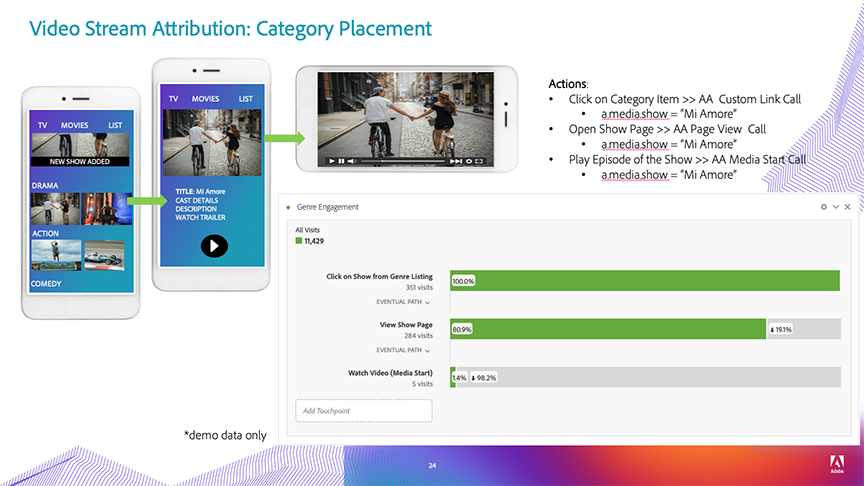 Video Stream Attribution: Category Placement
TV MOVIES LIST
NEW SHOW ADDED
DRAMA
ACTION
COMEDY
TV MOVIES LIST
TITLE: Mi Amore
CAST DETAILS
DESCRIPTION
WATCH TRAILER
Actions:
• Click on Category Item >> AA Custom Link Call
• a.media.show = “Mi Amore”
• Open Show Page >> AA Page View Call
• a.media.show = “Mi Amore”
• Play Episode of the Show >> AA Media Start Call
• a.media.show = “Mi Amore”
Genre Engagement
All Visits
11,429
Click on Show from Genre Listing
351 visits
100.0%
EVENTUAL PATH
View Show Page
284 visits
80.9%
19.1%
EVENTUAL PATH
Watch Video (Media Start)
5 visits
1.4%
98.2%
Add Touchpoint
*demo data only
24
Adobe